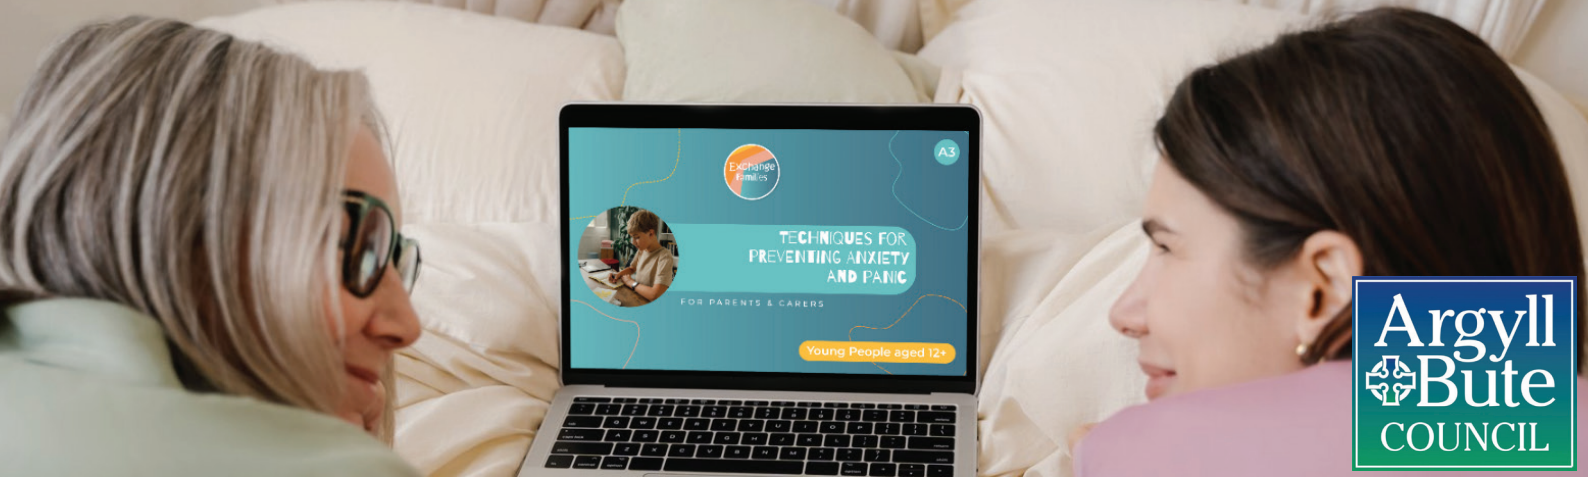 Exchange
Families
A3
TECHNIQUES FOR
PREVENTING ANXIETY
AND PANIC
FOR PARENTS & CARERS
Young People aged 12+
Argyll
Bute
COUNCIL